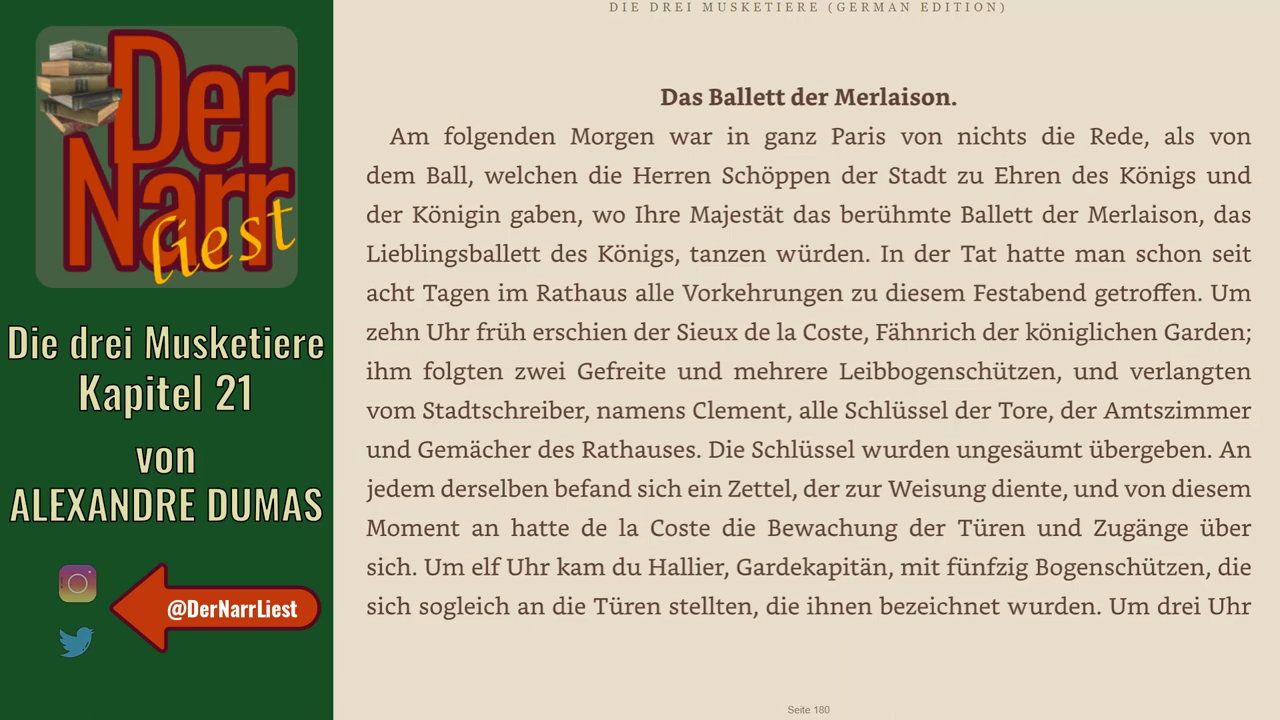 Der
Narr
liest
Die drei Musketiere
Kapitel 21
von
ALEXANDRE DUMAS
@DerNarrLiest
DIE DREI MUSKETIERE (GERMAN EDITION)
Das Ballett der Merlaison.
Am folgenden Morgen war in ganz Paris von nichts die Rede, als von
dem Ball, welchen die Herren Schöppen der Stadt zu Ehren des Königs und
der Königin gaben, wo Ihre Majestät das berühmte Ballett der Merlaison, das
Lieblingsballett des Königs, tanzen würden. In der Tat hatte man schon seit
acht Tagen im Rathaus alle Vorkehrungen zu diesem Festabend getroffen. Um
zehn Uhr früh erschien der Sieux de la Coste, Fähnrich der königlichen Garden;
ihm folgten zwei Gefreite und mehrere Leibbogenschützen, und verlangten
vom Stadtschreiber, namens Clement, alle Schlüssel der Tore, der Amtszimmer
und Gemächer des Rathauses. Die Schlüssel wurden ungesäumt übergeben. An
jedem derselben befand sich ein Zettel, der zur Weisung diente, und von diesem
Moment an hatte de la Coste die Bewachung der Türen und Zugänge über
sich. Um elf Uhr kam du Hallier, Gardekapitän, mit fünfzig Bogenschützen, die
sich sogleich an die Türen stellten, die ihnen bezeichnet wurden. Um drei Uhr
Seite 180